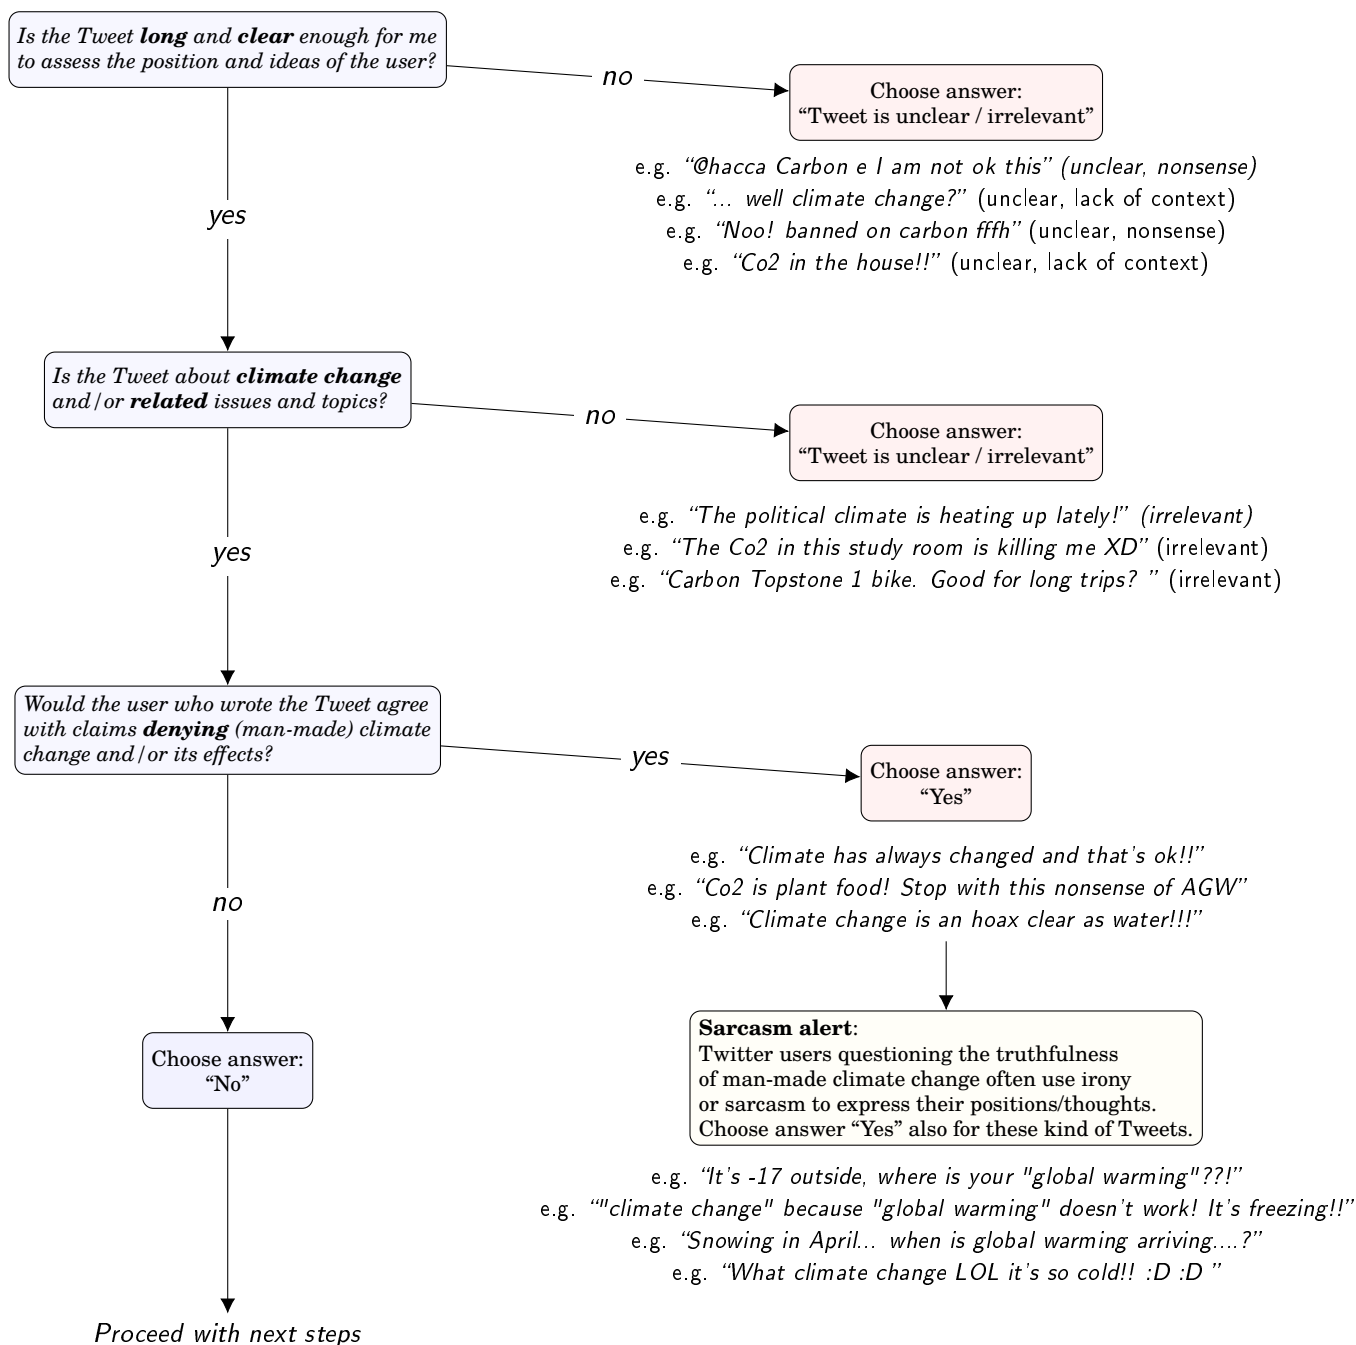 Is the Tweet long and clear enough for me
to assess the position and ideas of the user?
no
Choose answer:
“Tweet is unclear / irrelevant”
e.g. “@hacca Carbon e I am not ok this” (unclear, nonsense)
e.g. “... well climate change?” (unclear, lack of context)
e.g. “Noo! banned on carbon fffh” (unclear, nonsense)
e.g. “Co2 in the house!!” (unclear, lack of context)
yes
Is the Tweet about climate change
and/or related issues and topics?
no
Choose answer:
“Tweet is unclear / irrelevant”
e.g. “The political climate is heating up lately!” (irrelevant)
e.g. “The Co2 in this study room is killing me XD” (irrelevant)
e.g. “Carbon Topstone 1 bike. Good for long trips? ” (irrelevant)
yes
Would the user who wrote the Tweet agree
with claims denying (man-made) climate
change and/or its effects?
yes
Choose answer:
“Yes”
e.g. “Climate has always changed and that’s ok!!”
e.g. “Co2 is plant food! Stop with this nonsense of AGW”
e.g. “Climate change is an hoax clear as water!!!”
no
Choose answer:
“No”
Sarcasm alert:
Twitter users questioning the truthfulness
of man-made climate change often use irony
or sarcasm to express their positions/thoughts.
Choose answer “Yes” also for these kind of Tweets.
e.g. “It’s -17 outside, where is your "global warming"??!”
e.g. “"climate change" because "global warming" doesn’t work! It’s freezing!!”
e.g. “Snowing in April... when is global warming arriving....?”
e.g. “What climate change LOL it’s so cold!! :D :D ”
Proceed with next steps